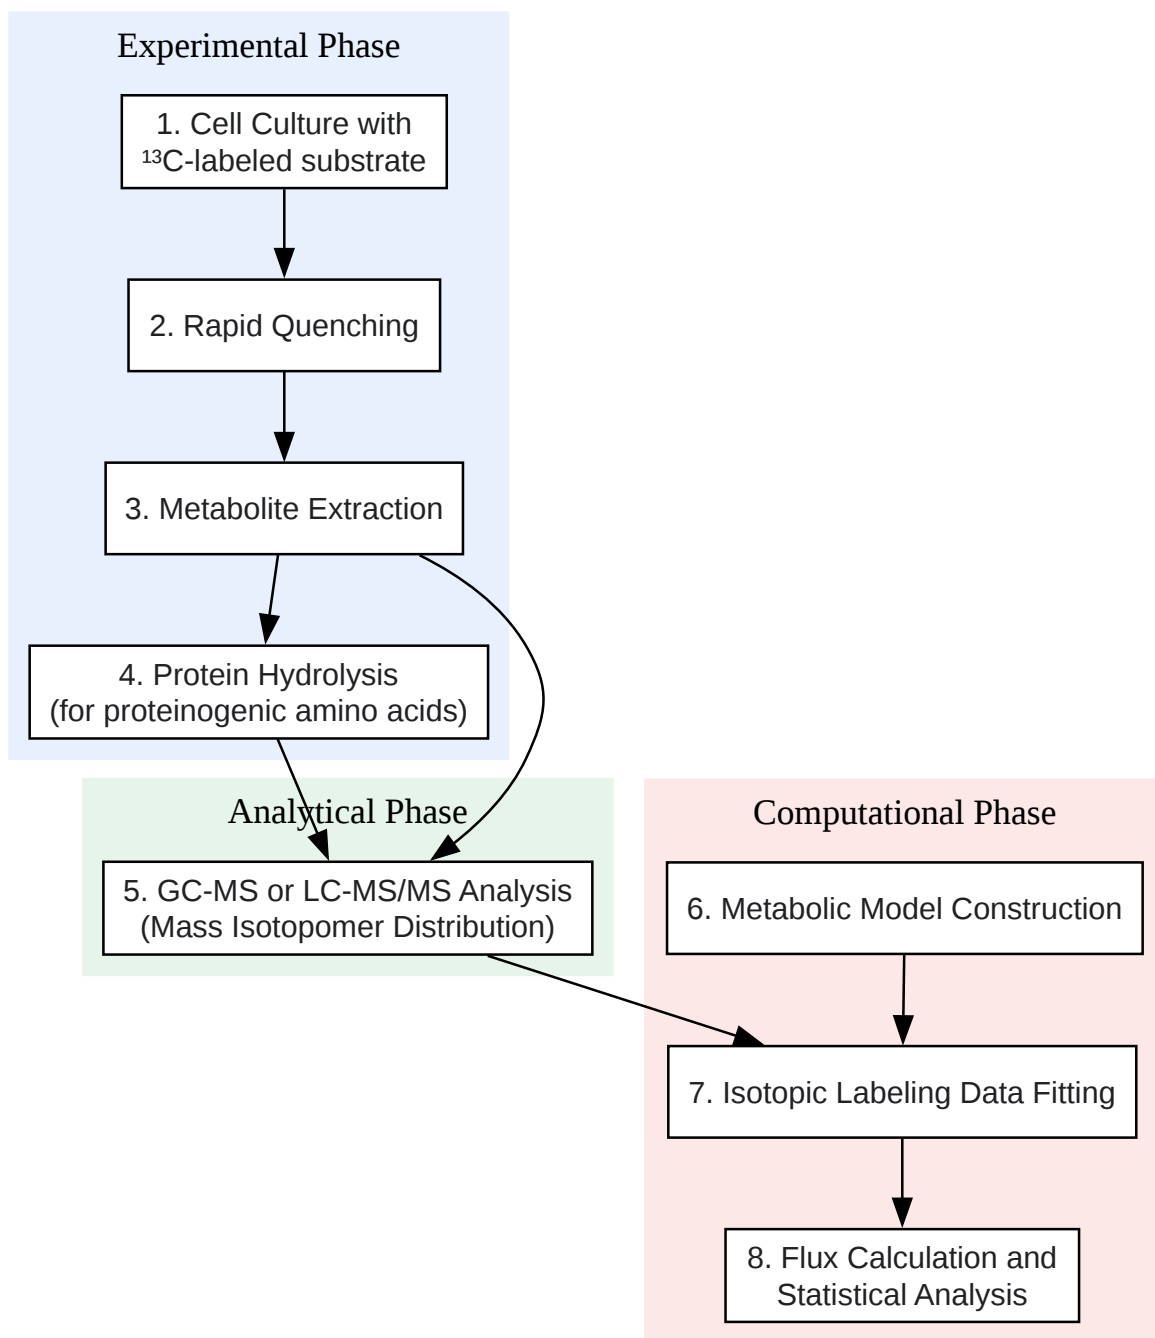 Experimental Phase
1. Cell Culture with
¹³C-labeled substrate
2. Rapid Quenching
3. Metabolite Extraction
4. Protein Hydrolysis
(for proteinogenic amino acids)
Analytical Phase
5. GC-MS or LC-MS/MS Analysis
(Mass Isotopomer Distribution)
Computational Phase
6. Metabolic Model Construction
7. Isotopic Labeling Data Fitting
8. Flux Calculation and
Statistical Analysis